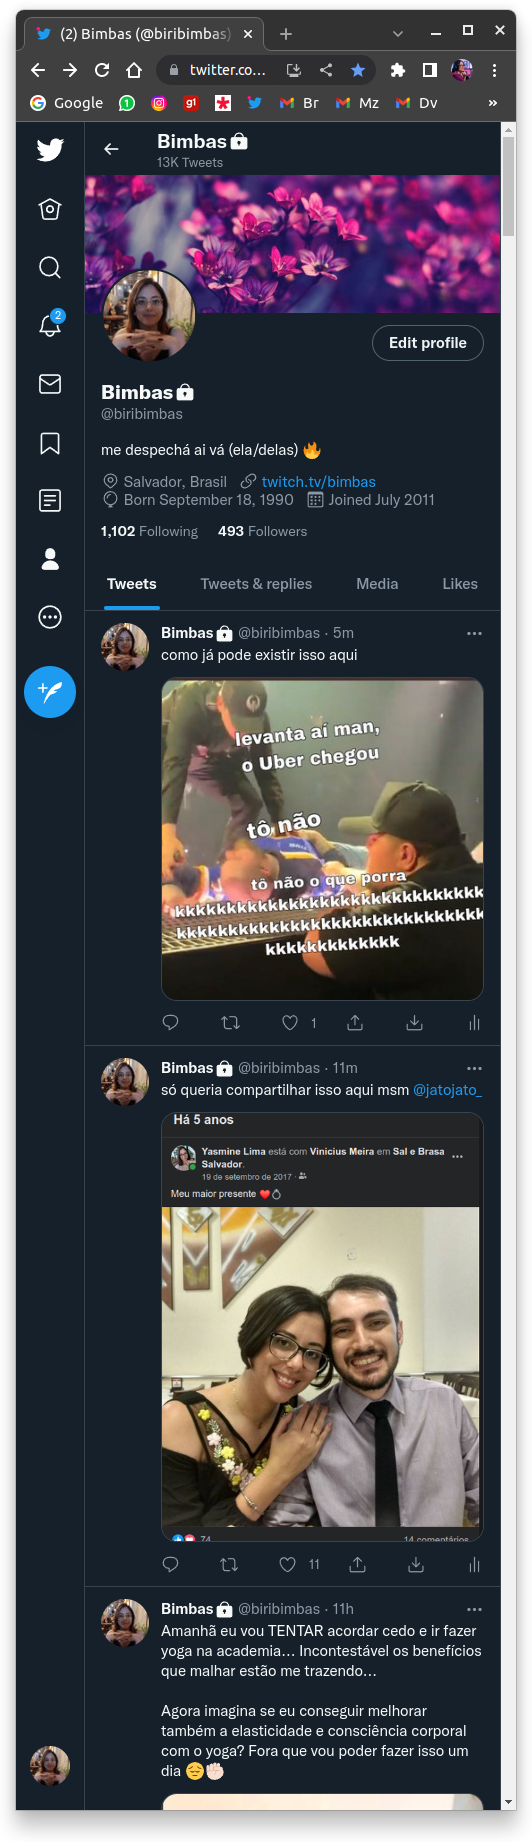 (2) Bimbas (@biribimbas)
twitter.co...
Google
1
g1
Br
Mz
Dv
»
Bimbas
13K Tweets
2
Edit profile
Bimbas
@biribimbas
me despechá ai vá (ela/delas) 🔥
Salvador, Brasil twitch.tv/bimbas
Born September 18, 1990 Joined July 2011
1,102 Following 493 Followers
Tweets Tweets & replies Media Likes
Bimbas @biribimbas · 5m
como já pode existir isso aqui
levanta aí man,
o Uber chegou
tô não
tô não o que porra
kkkkkkkkkkkkkkkkkkkkkkkkkkkkkk
kkkkkkkkkkkkkkkkkkkkkkkkkkkkkk
kkkkkkkkkkkkk
1
Bimbas @biribimbas · 11m
só queria compartilhar isso aqui msm @jatojato_
Há 5 anos
Yasmine Lima está com Vinicius Meira em Sal e Brasa
Salvador.
19 de setembro de 2017 ·
Meu maior presente ❤️💍
74 14 comentários
11
Bimbas @biribimbas · 11h
Amanhã eu vou TENTAR acordar cedo e ir fazer
yoga na academia... Incontestável os benefícios
que malhar estão me trazendo...
Agora imagina se eu conseguir melhorar
também a elasticidade e consciência corporal
com o yoga? Fora que vou poder fazer isso um
dia 😔✊🏻